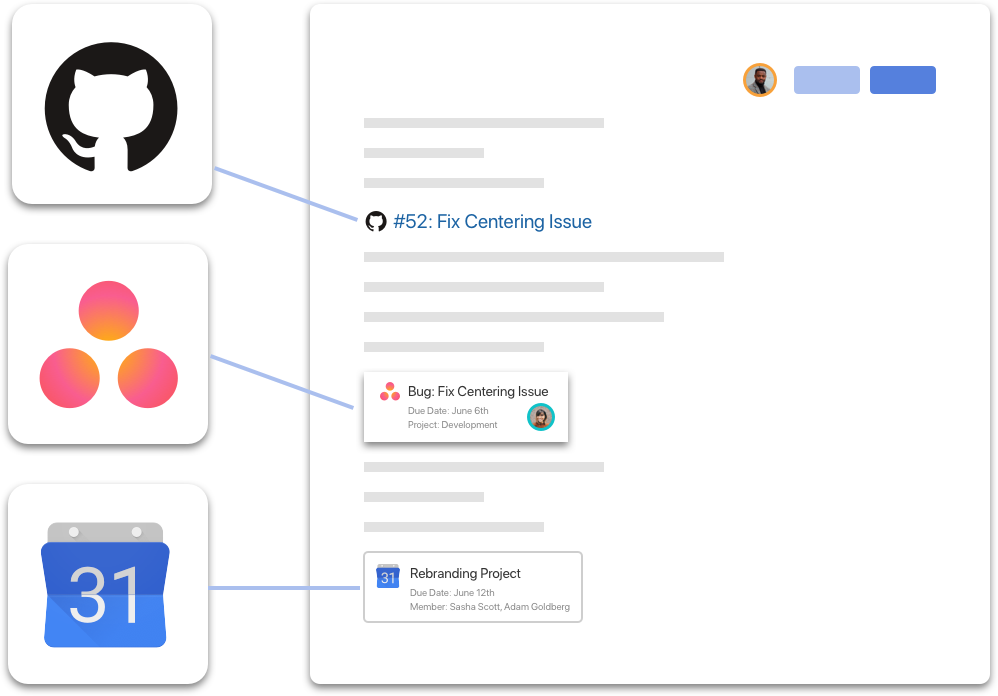 #52: Fix Centering Issue
Bug: Fix Centering Issue
Due Date: June 6th
Project: Development
31
31
Rebranding Project
Due Date: June 12th
Member: Sasha Scott, Adam Goldberg